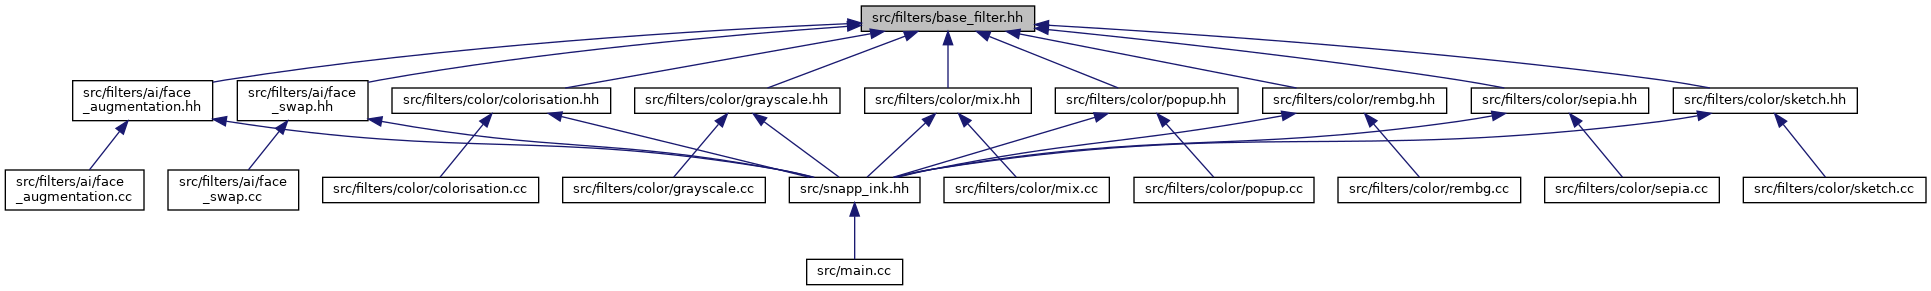 src/filters/base_filter.hh
src/filters/ai/face
_augmentation.hh
src/filters/ai/face
_swap.hh
src/filters/color/colorisation.hh
src/filters/color/grayscale.hh
src/filters/color/mix.hh
src/filters/color/popup.hh
src/filters/color/rembg.hh
src/filters/color/sepia.hh
src/filters/color/sketch.hh
src/filters/ai/face
_augmentation.cc
src/filters/ai/face
_swap.cc
src/filters/color/colorisation.cc
src/filters/color/grayscale.cc
src/snapp_ink.hh
src/filters/color/mix.cc
src/filters/color/popup.cc
src/filters/color/rembg.cc
src/filters/color/sepia.cc
src/filters/color/sketch.cc
src/main.cc